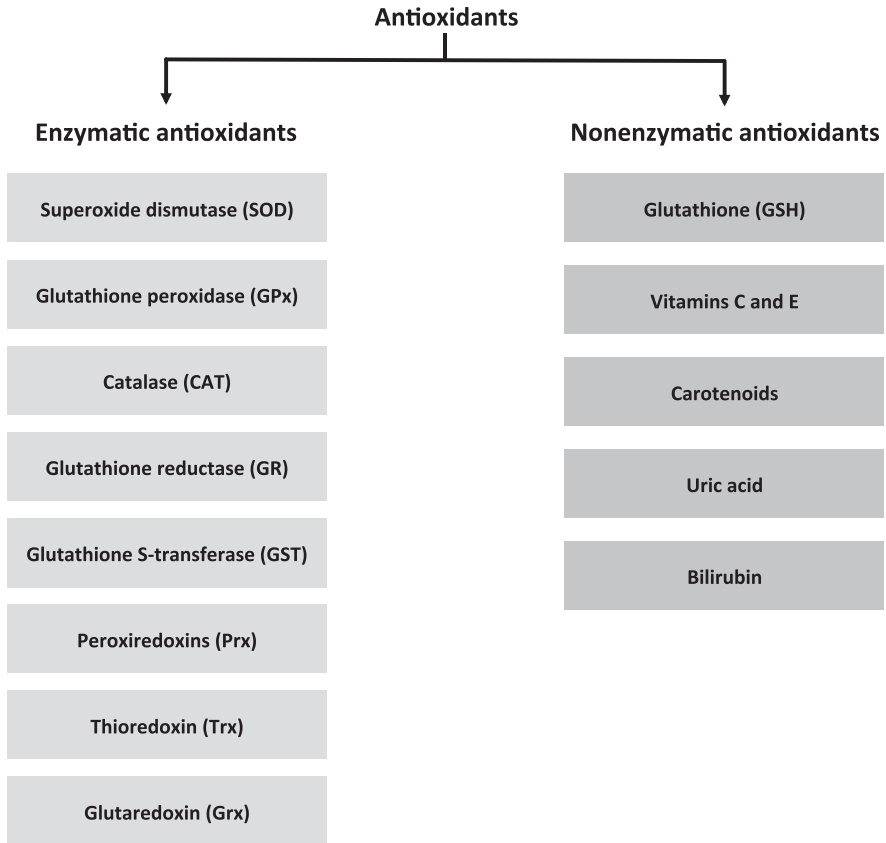 Antioxidants
Enzymatic antioxidants
Superoxide dismutase (SOD)
Glutathione peroxidase (GPx)
Catalase (CAT)
Glutathione reductase (GR)
Glutathione S-transferase (GST)
Peroxiredoxins (Prx)
Thioredoxin (Trx)
Glutaredoxin (Grx)
Nonenzymatic antioxidants
Glutathione (GSH)
Vitamins C and E
Carotenoids
Uric acid
Bilirubin